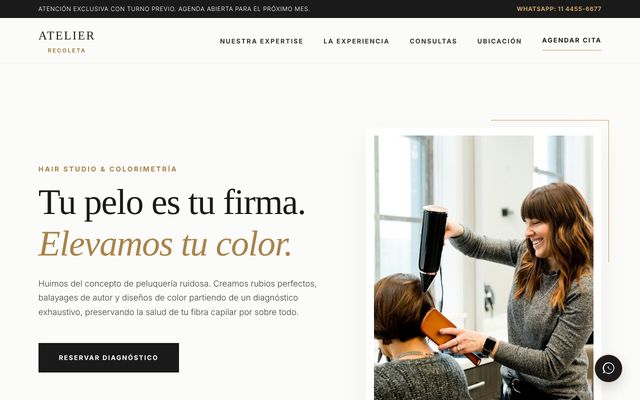 ATENCIÓN EXCLUSIVA CON TURNO PREVIO. AGENDA ABIERTA PARA EL PRÓXIMO MES.
WHATSAPP: 11 4455-6677
ATELIER
RECOLETA
NUESTRA EXPERTISE
LA EXPERIENCIA
CONSULTAS
UBICACIÓN
AGENDAR CITA
HAIR STUDIO & COLORIMETRÍA
Tu pelo es tu firma.
Elevamos tu color.
Huimos del concepto de peluquería ruidosa. Creamos rubios perfectos,
balayages de autor y diseños de color partiendo de un diagnóstico
exhaustivo, preservando la salud de tu fibra capilar por sobre todo.
RESERVAR DIAGNÓSTICO